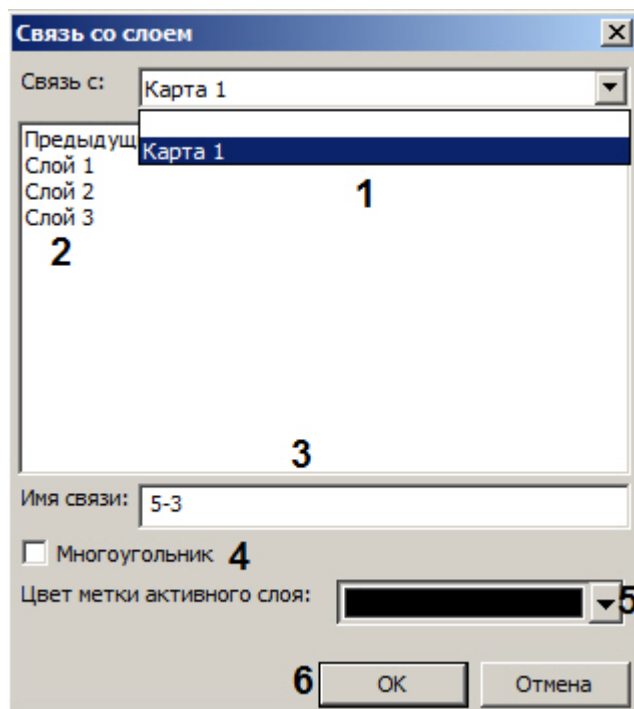 Связь со слоем
Связь с:
Карта 1
Карта 1
Предыдущ
Слой 1
1
Слой 2
Слой 3
2
3
Имя связи:
5-3
Многоугольник 4
Цвет метки активного слоя:
5
6
ОК
Отмена